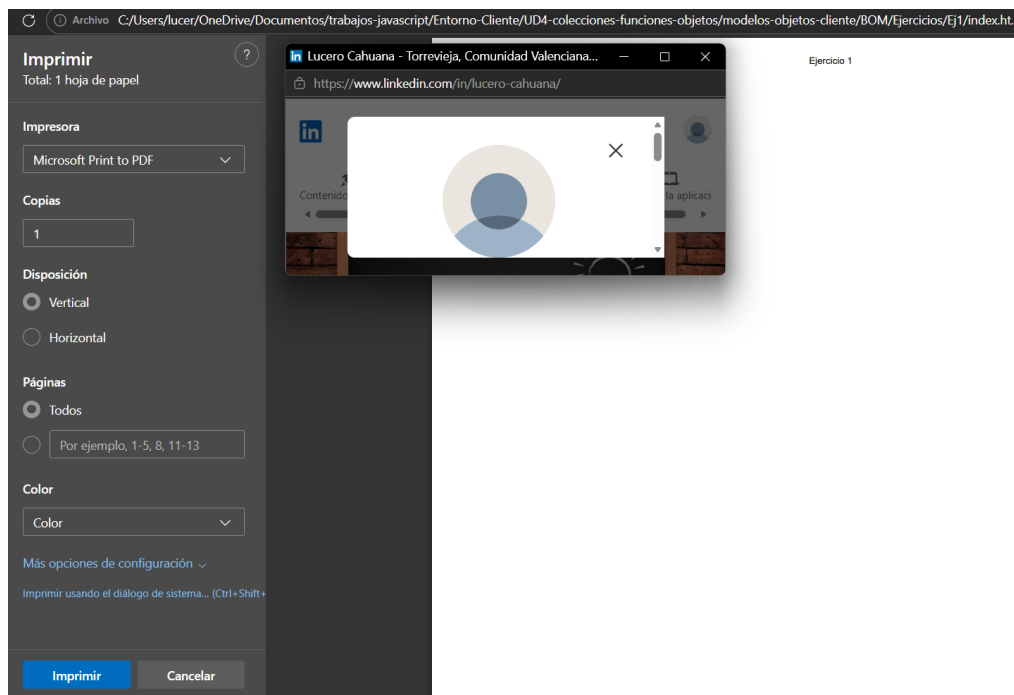 Archivo C:/Users/lucer/OneDrive/Documentos/trabajos-javascript/Entorno-Cliente/UD4-colecciones-funciones-objetos/modelos-objetos-cliente/BOM/Ejercicios/Ej1/index.ht...
Imprimir
?
Total: 1 hoja de papel
Impresora
Microsoft Print to PDF
Copias
1
Disposición
Vertical
Horizontal
Páginas
Todos
Por ejemplo, 1-5, 8, 11-13
Color
Color
Más opciones de configuración
Imprimir usando el diálogo de sistema... (Ctrl+Shift+
Imprimir Cancelar
in Lucero Cahuana - Torrevieja, Comunidad Valenciana...
https://www.linkedin.com/in/lucero-cahuana/
in
Contenido
la aplicaci
Ejercicio 1